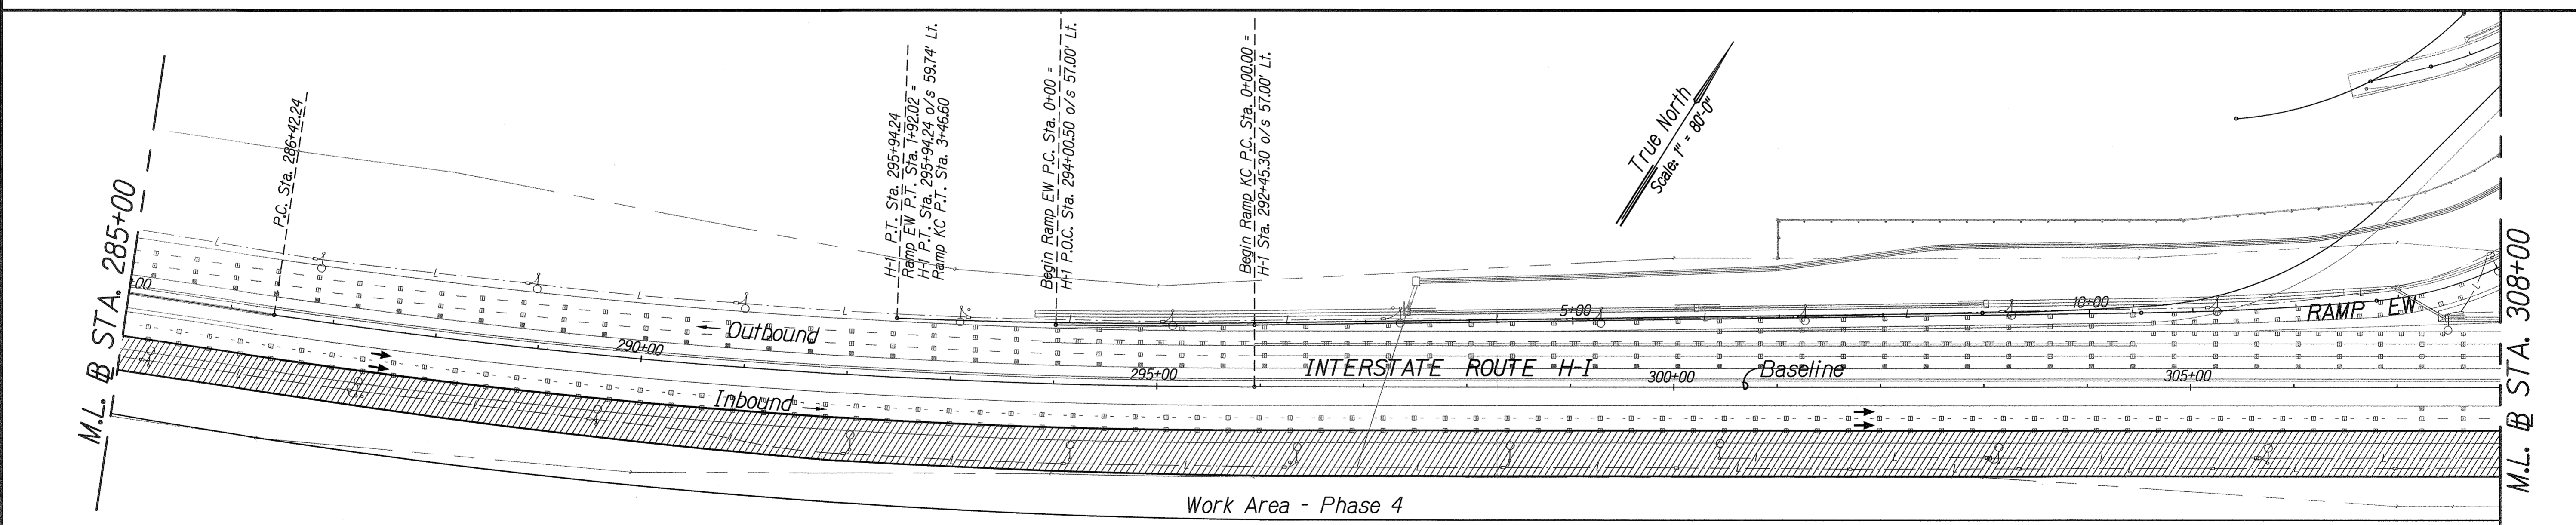 M.L. BL STA. 285+00
P.C. Sta. 286+42.24
H-1 P.T. Sta. 295+94.24
Ramp EW P.T. Sta. 1+92.02 =
H-1 P.T. Sta. 295+94.24 o/s 59.74' Lt.
Ramp KC P.T. Sta. 3+46.60
Begin Ramp EW P.C. Sta. 0+00 =
H-1 P.O.C. Sta. 294+00.50 o/s 57.00' Lt.
Begin Ramp KC P.C. Sta. 0+00.00 =
H-1 Sta. 292+45.30 o/s 57.00' Lt.
True North
Scale: 1" = 80'-0"
+00
Outbound
290+00
Inbound
295+00
INTERSTATE ROUTE H-1
5+00
300+00
Baseline
10+00
305+00
RAMP EW
Work Area - Phase 4
M.L. BL STA. 308+00